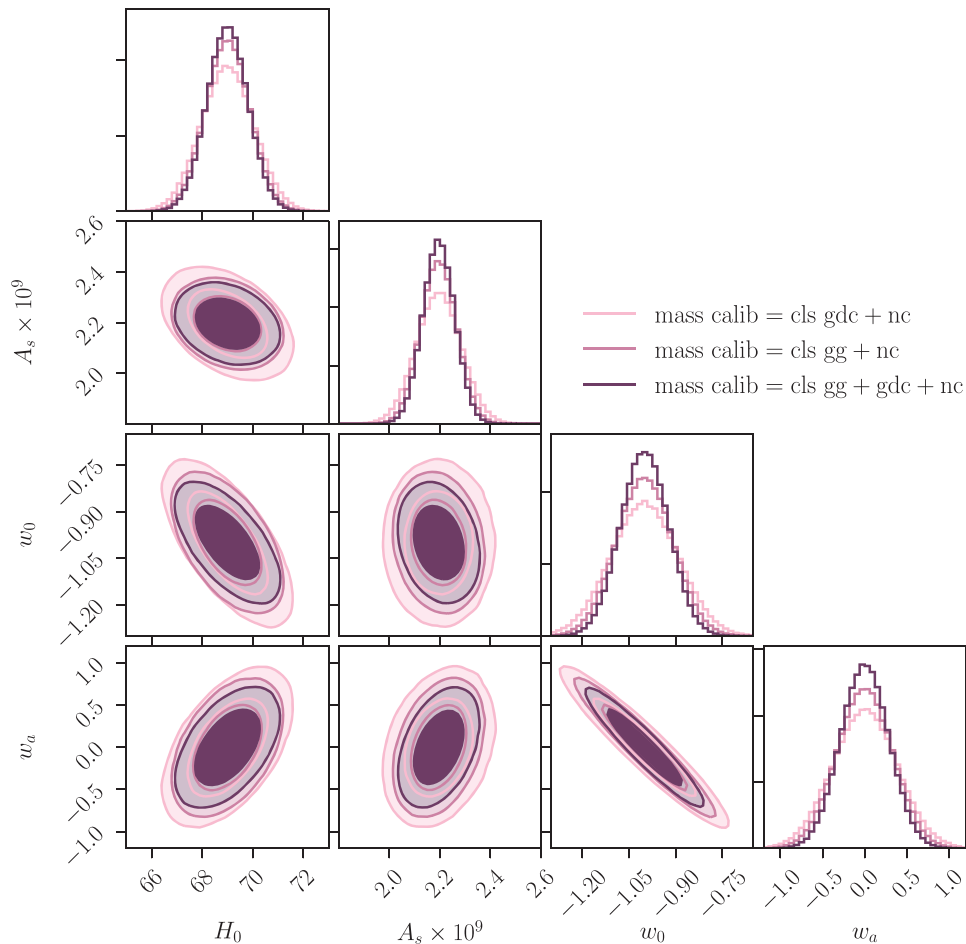 2.6
2.4
2.2
2.0
A_s × 10^9
mass calib = cls gdc + nc
mass calib = cls gg + nc
mass calib = cls gg + gdc + nc
−0.75
−0.90
−1.05
−1.20
w_0
1.0
0.5
0.0
−0.5
−1.0
w_a
66 68 70 72
2.0 2.2 2.4 2.6
−1.20 −1.05 −0.90 −0.75
−1.0 −0.5 0.0 0.5 1.0
H_0
A_s × 10^9
w_0
w_a